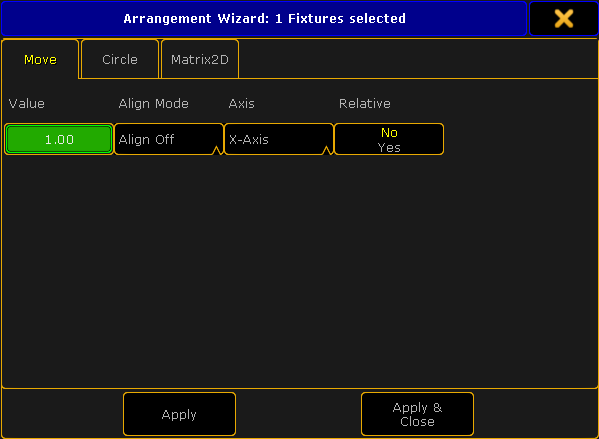 Arrangement Wizard: 1 Fixtures selected
Move Circle Matrix2D
Value Align Mode Axis Relative
1.00 Align Off X-Axis No
Yes
Apply Apply &
Close